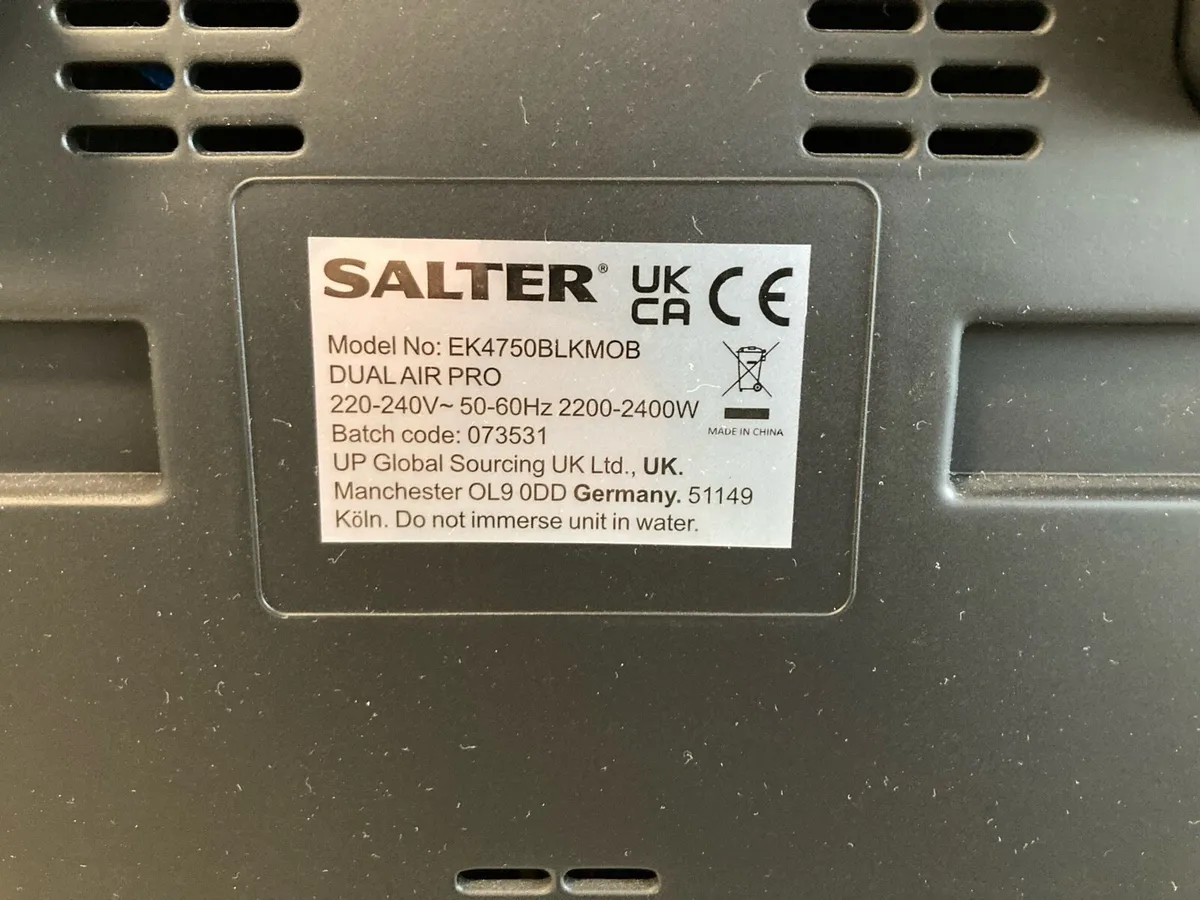 SALTER®
UK
CA CE
Model No: EK4750BLKMOB
DUAL AIR PRO
220-240V~ 50-60Hz 2200-2400W
Batch code: 073531
MADE IN CHINA
UP Global Sourcing UK Ltd., UK.
Manchester OL9 0DD Germany. 51149
Köln. Do not immerse unit in water.